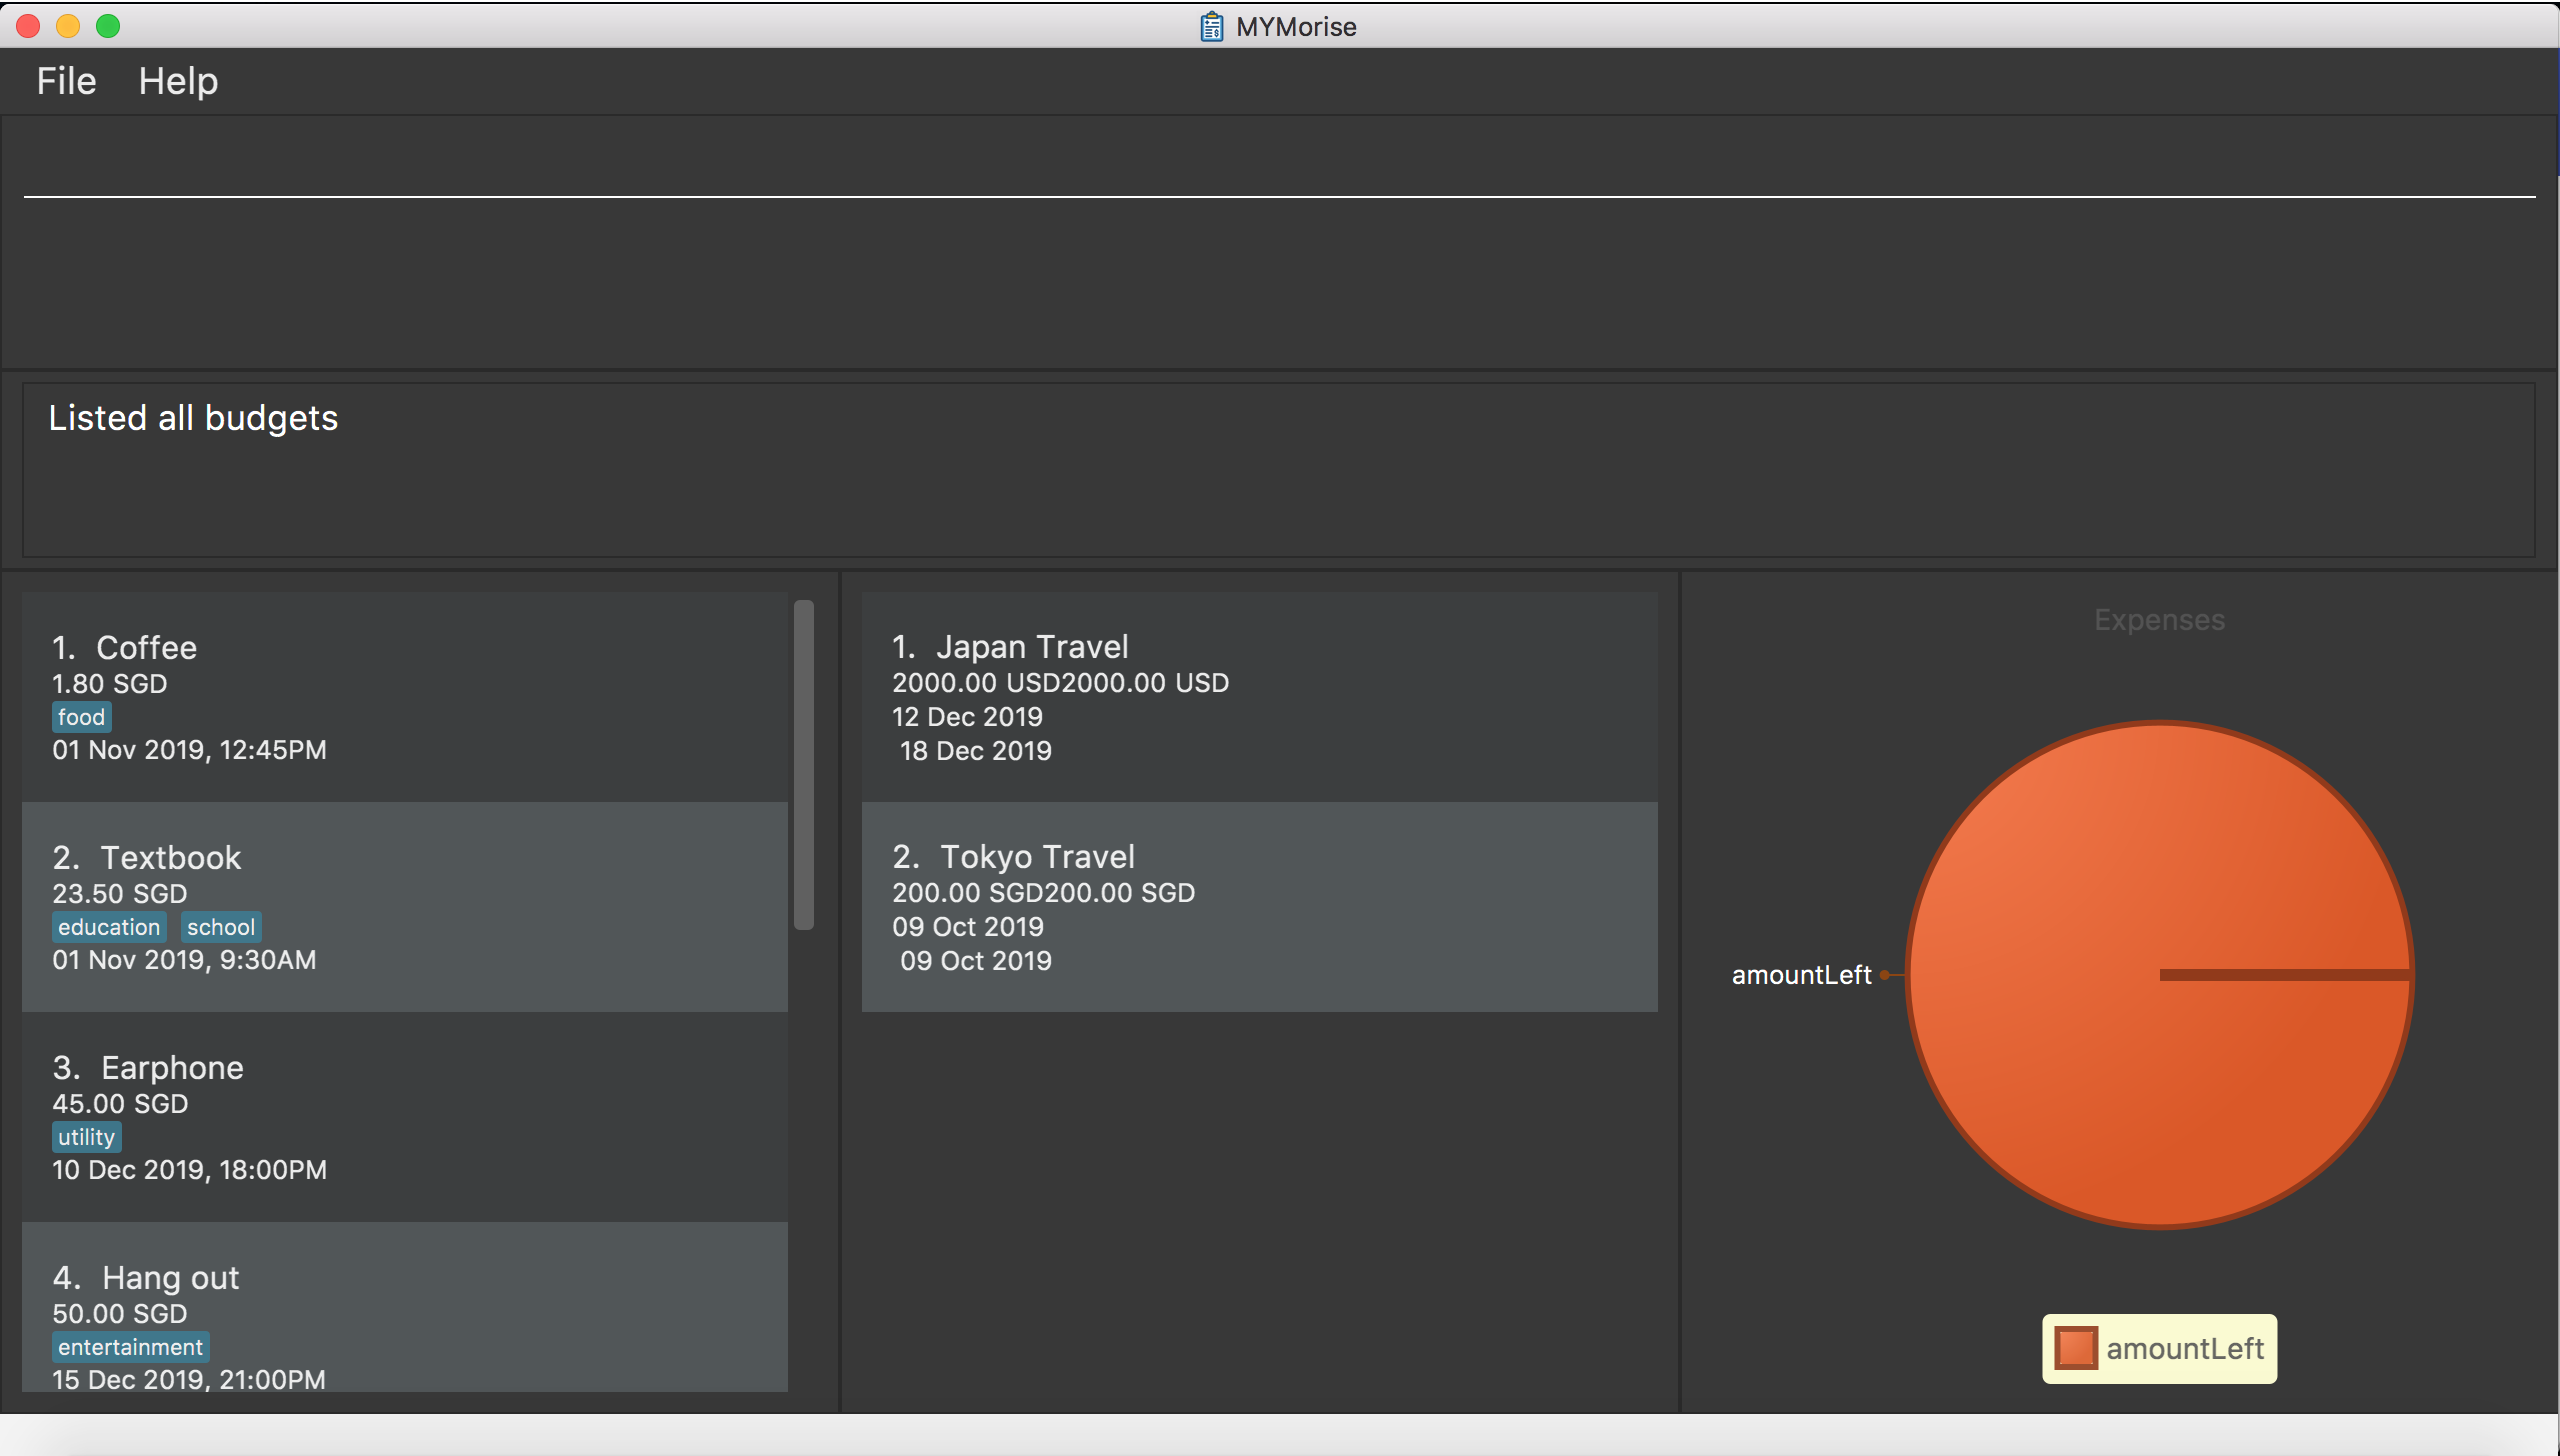 MYMorise
File Help
Listed all budgets
1. Coffee
1.80 SGD
food
01 Nov 2019, 12:45PM
2. Textbook
23.50 SGD
education school
01 Nov 2019, 9:30AM
3. Earphone
45.00 SGD
utility
10 Dec 2019, 18:00PM
4. Hang out
50.00 SGD
entertainment
15 Dec 2019, 21:00PM
1. Japan Travel
2000.00 USD2000.00 USD
12 Dec 2019
18 Dec 2019
2. Tokyo Travel
200.00 SGD200.00 SGD
09 Oct 2019
09 Oct 2019
Expenses
amountLeft
amountLeft